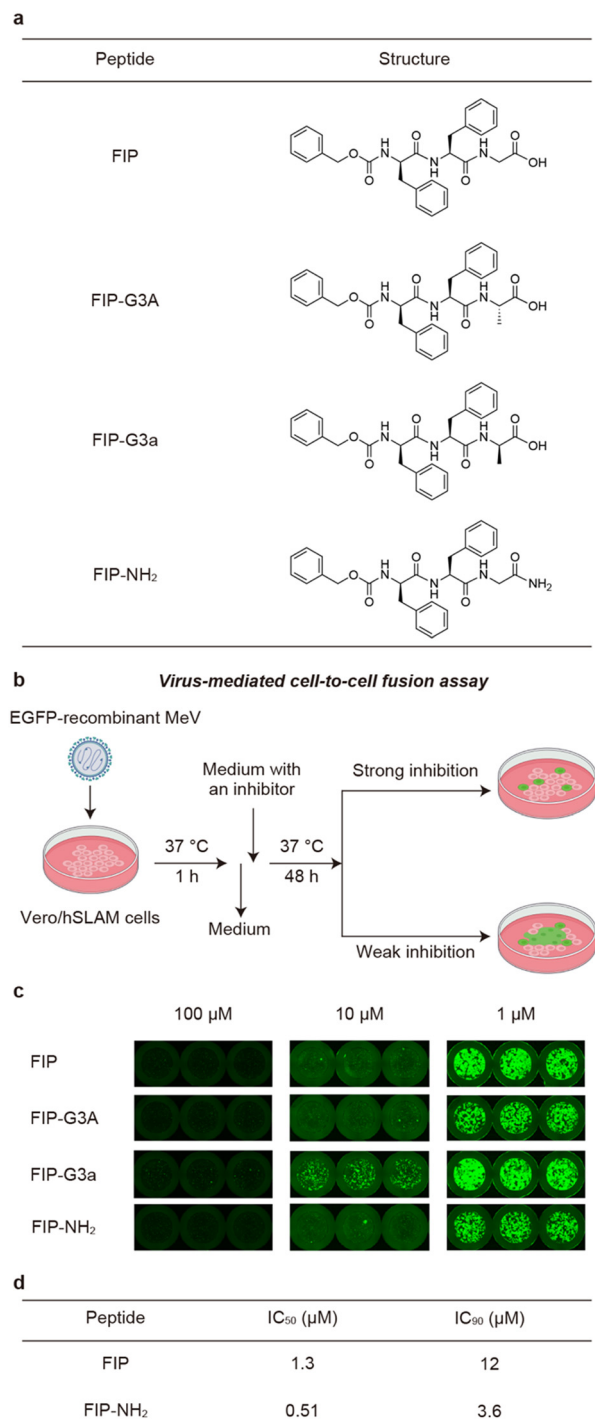 a
Peptide Structure
FIP
O
N
H
O
O
N
H
O
H
N
O
OH
FIP-G3A
O
N
H
O
O
N
H
O
H
N
O
OH
FIP-G3a
O
N
H
O
O
N
H
O
H
N
O
OH
FIP-NH₂
O
N
H
O
O
N
H
O
H
N
O
NH₂
b Virus-mediated cell-to-cell fusion assay
EGFP-recombinant MeV
Medium with
an inhibitor
Strong inhibition
37 °C
1 h
37 °C
48 h
Vero/hSLAM cells
Medium
Weak inhibition
c
100 µM 10 µM 1 µM
FIP
FIP-G3A
FIP-G3a
FIP-NH₂
d
Peptide IC₅₀ (µM) IC₉₀ (µM)
FIP 1.3 12
FIP-NH₂ 0.51 3.6